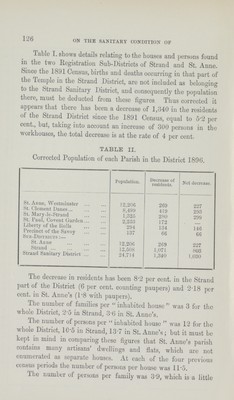 126 ON THE SANITARY CONDITION OF
Table I. shows details relating to the houses and persons found
in the two Registration Sub-Districts of Strand and St. Anne.
Since the 1891 Census, births and deaths occurring in that part of
the Temple in the Strand District, are not included as belonging
to the Strand Sanitary District, and consequently the population
there, must be deducted from these figures Thus corrected it
appears that there has been a decrease of 1,340 in the residents
of the Strand District since the 1891 Census, equal to 5·2 per
cent., but, taking into account an increase of 300 persons in the
workhouses, the total decrease is at the rate of 4 per cent.
TABLE II.
Corrected Population of each Parish in the District 1896.
Population. Decrease of residents. Net decrease.
St. Anne, Westminster ... 12,206 269 227
St. Clement Danes ...
St. Mary-le-Strand ...
St. Paul, Covent Garden ...
Liberty of the Rolls
Precinct of the Savoy
Sub-Districts:—
St. Anne 12,206 269 227
Strand 1,071
Strand Sanitary District ... 24,714 1,340
The decrease in residents has been 8·2 per cent. in the Strand
part of the District (6 per cent. counting paupers) and 2·18 per
cent. in St. Anne's (1·8 with paupers).
The number of families per "inhabited house" was 3 for the
whole District, 2·5 in Strand, 3·6 in St. Anne's.
The number of persons per "inhabited house" was 12 for the
whole District, 10·5 in Strand, 13·7 in St. Anne's; but it must be
kept in mind in comparing these figures that St. Anne's parish
contains many artisans' dwellings and flats, which are not
enumerated as separate houses. At each of the four previous
census periods the number of persons per house was 11·5.
The number of persons per family was 3·9, which is a little